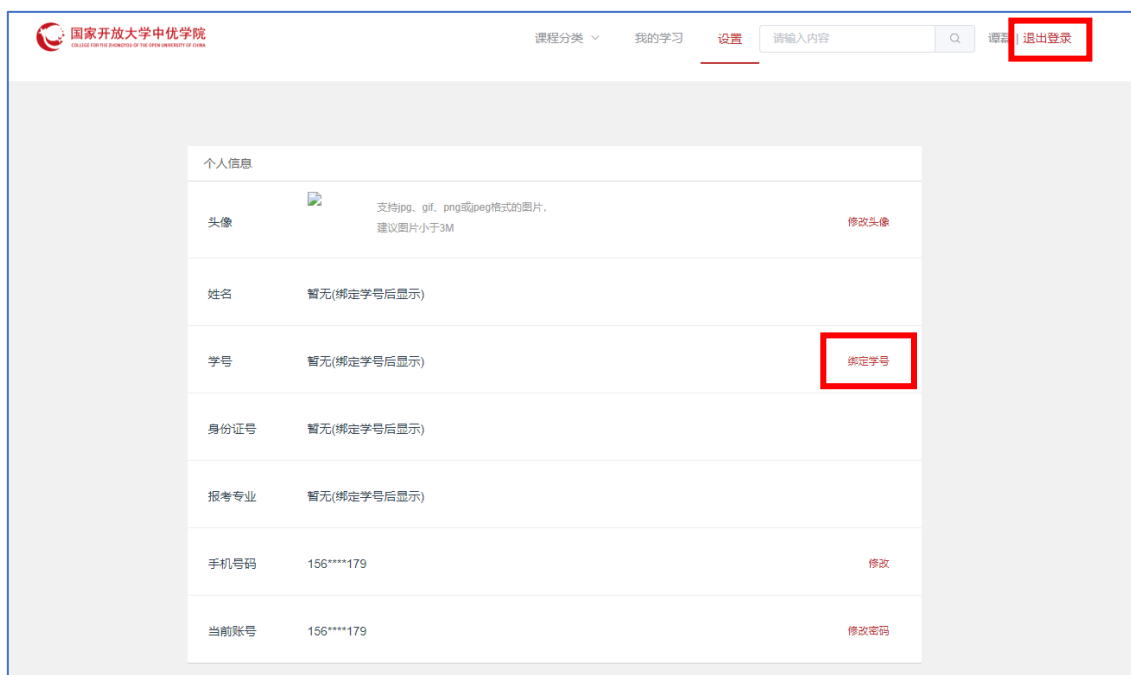 国家开放大学中优学院
COLLEGE FOR THE ZHONGYOU OF THE OPEN UNIVERSITY OF CHINA
课程分类 我的学习 设置 请输入内容 谭磊 | 退出登录
个人信息
头像 支持jpg、gif、png或jpeg格式的图片，
建议图片小于3M 修改头像
姓名 暂无(绑定学号后显示)
学号 暂无(绑定学号后显示) 绑定学号
身份证号 暂无(绑定学号后显示)
报考专业 暂无(绑定学号后显示)
手机号码 156****179 修改
当前账号 156****179 修改密码